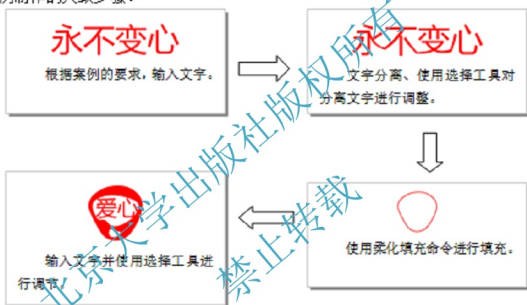 永不变心
根据案例的要求，输入文字。
永不变心
文字分离、使用选择工具对
分离文字进行调整。
使用柔化填充命令进行填充。
爱心
输入文字并使用选择工具进
行调节。
北京大学出版社版权所有
禁止转载